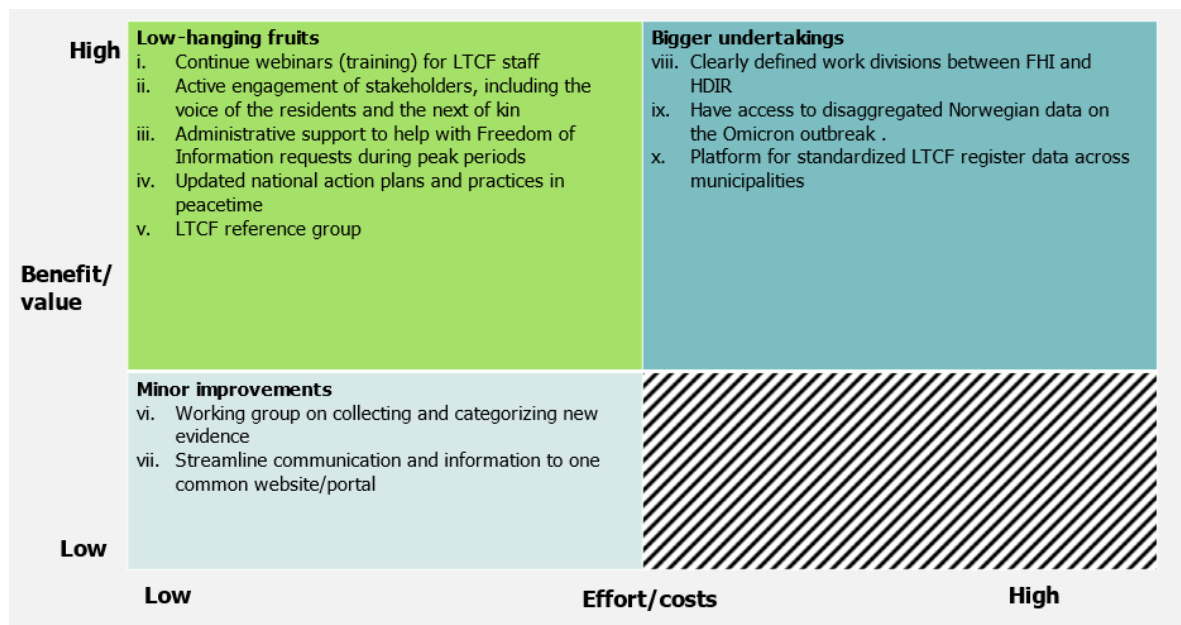 High
Low-hanging fruits
i. Continue webinars (training) for LTCF staff
ii. Active engagement of stakeholders, including the
voice of the residents and the next of kin
iii. Administrative support to help with Freedom of
Information requests during peak periods
iv. Updated national action plans and practices in
peacetime
v. LTCF reference group
Bigger undertakings
viii. Clearly defined work divisions between FHI and
HDIR
ix. Have access to disaggregated Norwegian data on
the Omicron outbreak .
x. Platform for standardized LTCF register data across
municipalities
Benefit/
value
Minor improvements
vi. Working group on collecting and categorizing new
evidence
vii. Streamline communication and information to one
common website/portal
Low
Low
Effort/costs
High